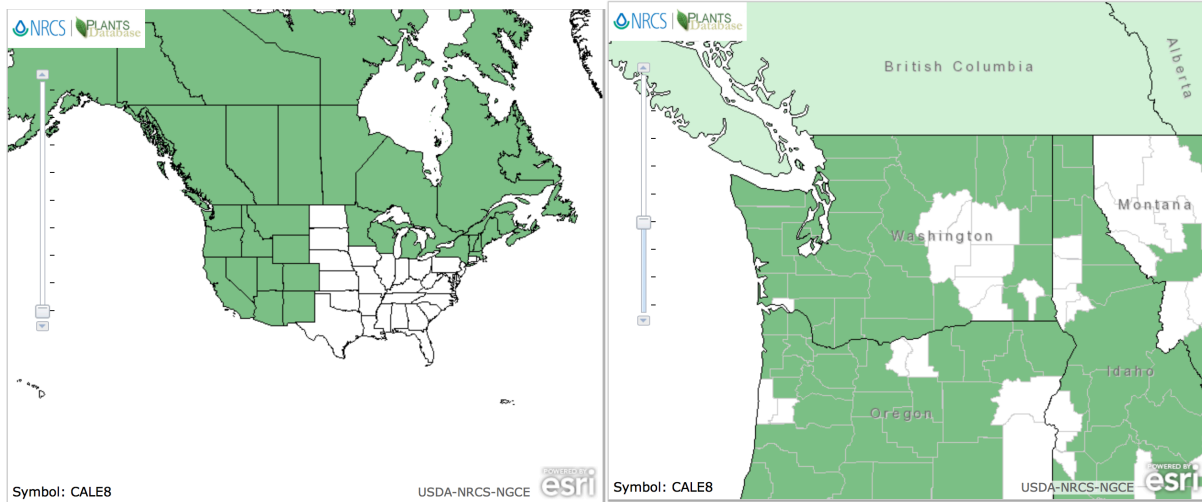 NRCS PLANTS
Database
Symbol: CALE8
USDA-NRCS-NGCE
POWERED BY
esri
NRCS PLANTS
Database
British Columbia
Alberta
Washington
Montana
Oregon
Idaho
Symbol: CALE8
USDA-NRCS-NGCE
POWERED BY
esri